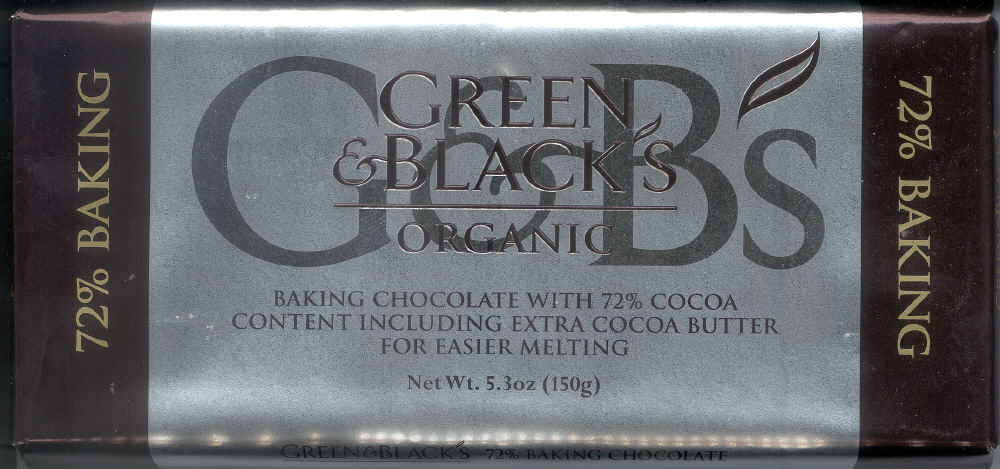 72% BAKING
G&B's
GREEN
&BLACK'S
ORGANIC
BAKING CHOCOLATE WITH 72% COCOA
CONTENT INCLUDING EXTRA COCOA BUTTER
FOR EASIER MELTING
Net Wt. 5.3oz (150g)
72% BAKING
GREEN&BLACK'S 72% BAKING CHOCOLATE